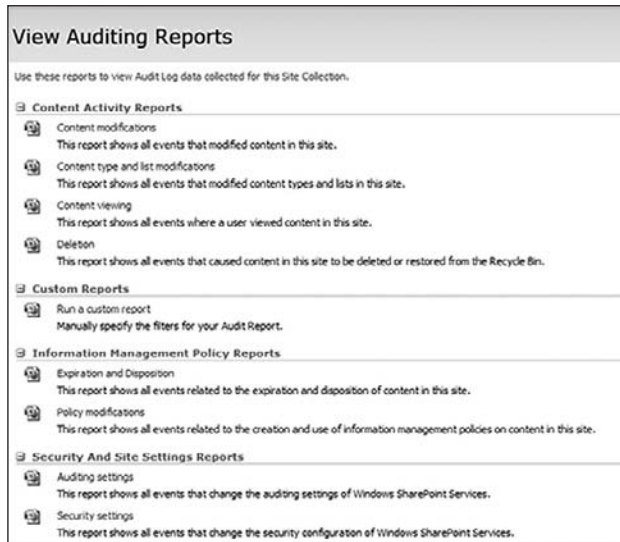 View Auditing Reports
Use these reports to view Audit Log data collected for this Site Collection.
Content Activity Reports
Content modifications
This report shows all events that modified content in this site.
Content type and list modifications
This report shows all events that modified content types and lists in this site.
Content viewing
This report shows all events where a user viewed content in this site.
Deletion
This report shows all events that caused content in this site to be deleted or restored from the Recycle Bin.
Custom Reports
Run a custom report
Manually specify the filters for your Audit Report.
Information Management Policy Reports
Expiration and Disposition
This report shows all events related to the expiration and disposition of content in this site.
Policy modifications
This report shows all events related to the creation and use of information management policies on content in this site.
Security And Site Settings Reports
Auditing settings
This report shows all events that change the auditing settings of Windows SharePoint Services.
Security settings
This report shows all events that change the security configuration of Windows SharePoint Services.